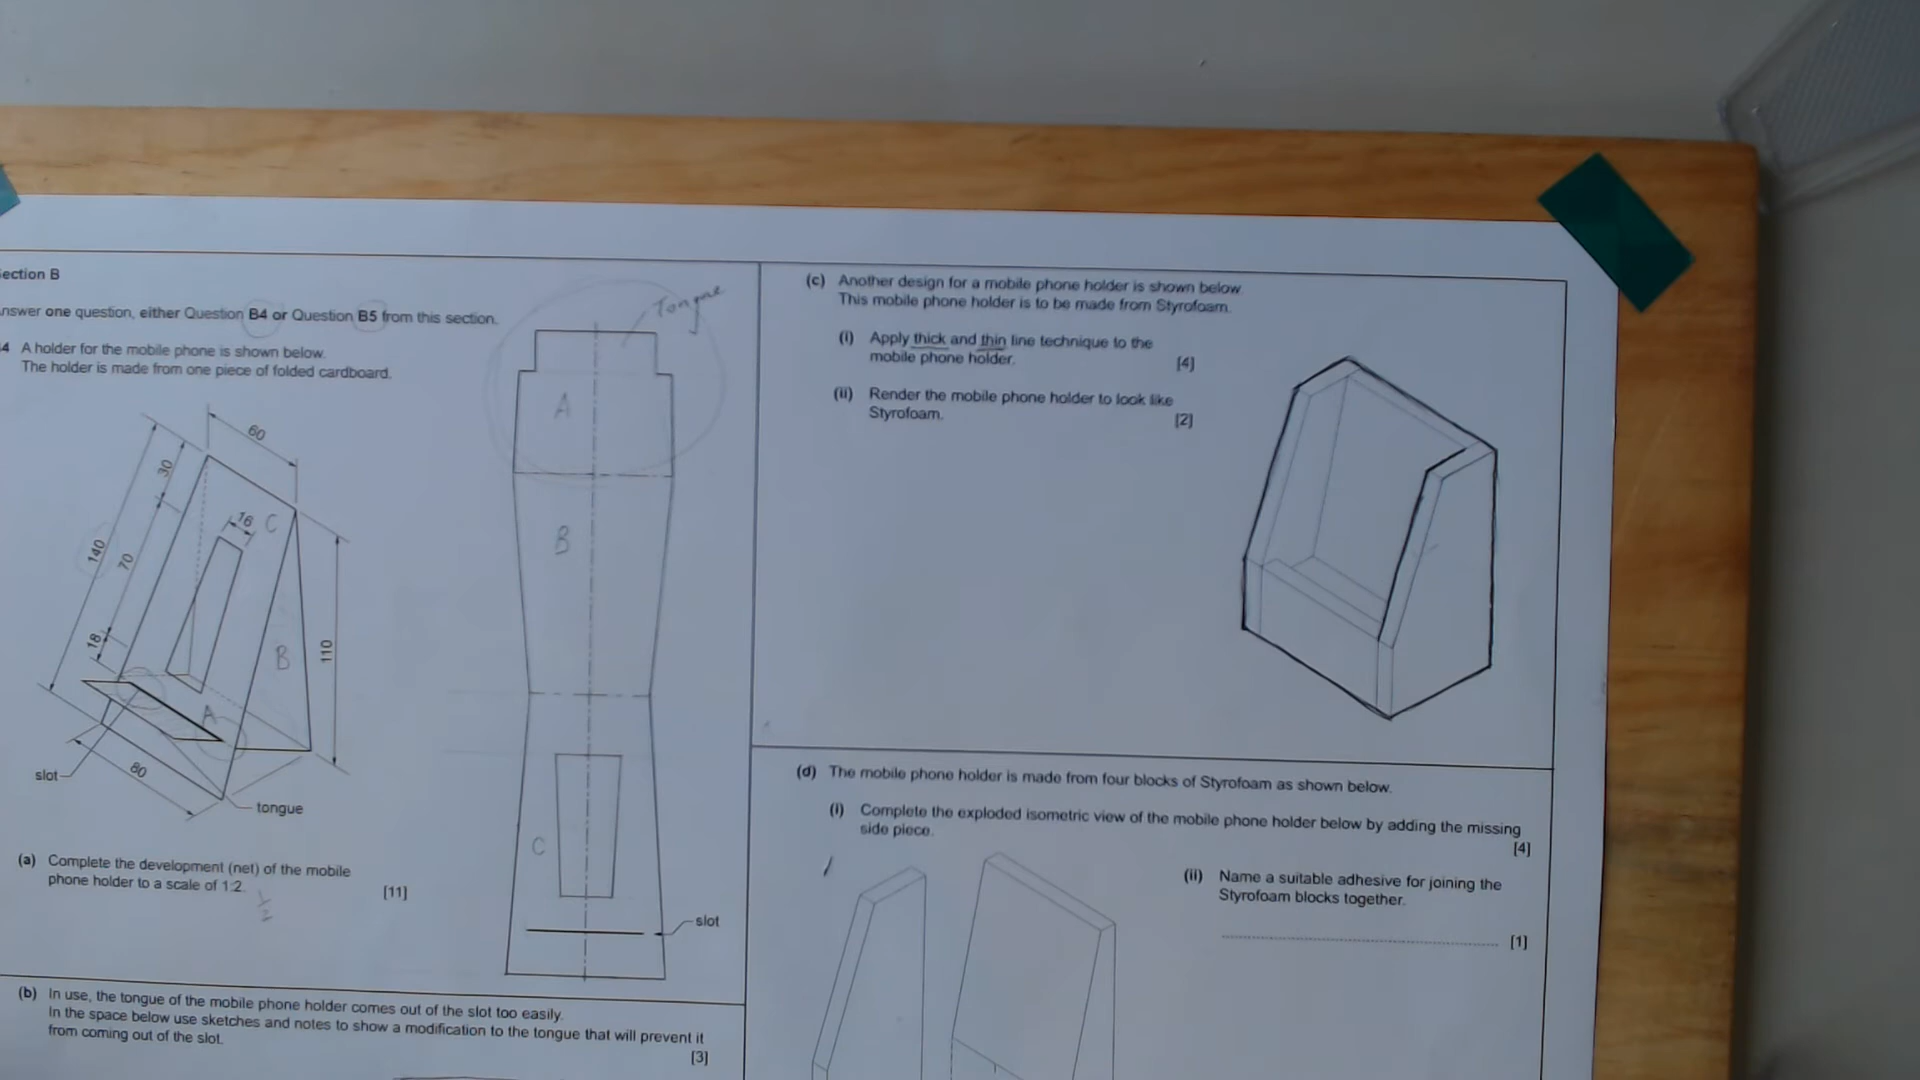 ection B
nswer one question, either Question B4 or Question B5 from this section.
4 A holder for the mobile phone is shown below.
The holder is made from one piece of folded cardboard.
60
30
16
C
140
70
18
B
110
A
slot
80
tongue
(a) Complete the development (net) of the mobile
phone holder to a scale of 1:2.
[11]
Tongue
A
B
C
slot
(b) In use, the tongue of the mobile phone holder comes out of the slot too easily.
In the space below use sketches and notes to show a modification to the tongue that will prevent it
from coming out of the slot.
[3]
(c) Another design for a mobile phone holder is shown below.
This mobile phone holder is to be made from Styrofoam.
(i) Apply thick and thin line technique to the
mobile phone holder.
[4]
(ii) Render the mobile phone holder to look like
Styrofoam.
[2]
(d) The mobile phone holder is made from four blocks of Styrofoam as shown below.
(i) Complete the exploded isometric view of the mobile phone holder below by adding the missing
side piece.
[4]
(ii) Name a suitable adhesive for joining the
Styrofoam blocks together.
[1]